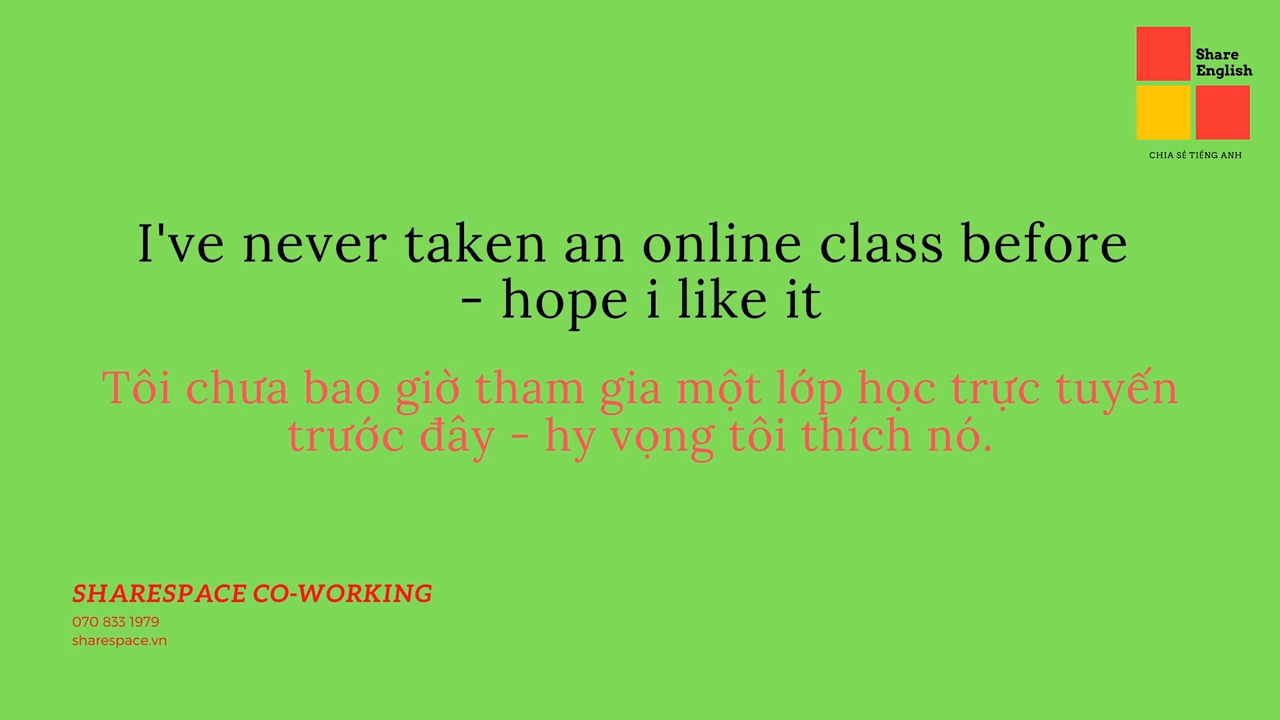 Share
English
CHIA SẺ TIẾNG ANH
I've never taken an online class before
- hope i like it
Tôi chưa bao giờ tham gia một lớp học trực tuyến
trước đây - hy vọng tôi thích nó.
SHARESPACE CO-WORKING
070 833 1979
sharespace.vn